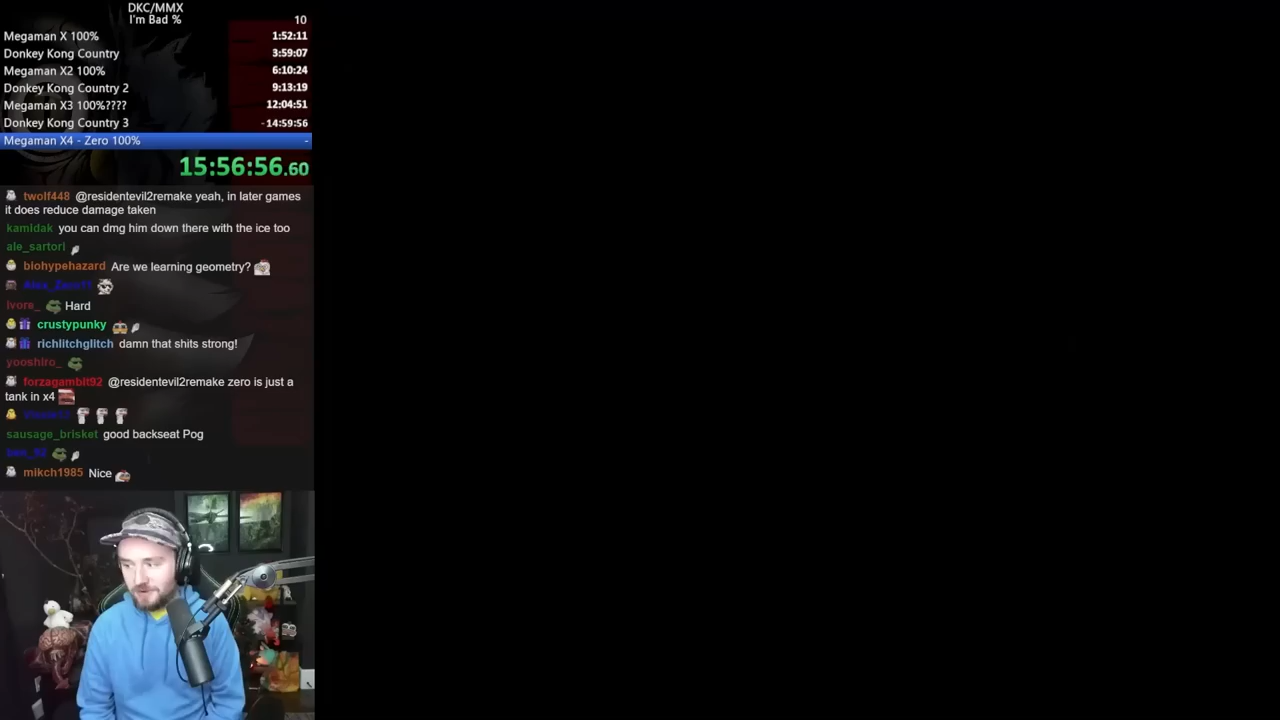 DKC/MMX
I'm Bad %
10
Megaman X 100% 1:52:11
Donkey Kong Country 3:59:07
Megaman X2 100% 6:10:24
Donkey Kong Country 2 9:13:19
Megaman X3 100%???? 12:04:51
Donkey Kong Country 3 - 14:59:56
Megaman X4 - Zero 100% -
15:56:56.60
twolf448 @residentevil2remake yeah, in later games
it does reduce damage taken
kamidak you can dmg him down there with the ice too
ale_sartori
biohypehazard Are we learning geometry?
ivore_ Hard
crustypunky
richlitchglitch damn that shits strong!
yooshiro_
forzagambit92 @residentevil2remake zero is just a
tank in x4
sausage_brisket good backseat Pog
mikch1985 Nice